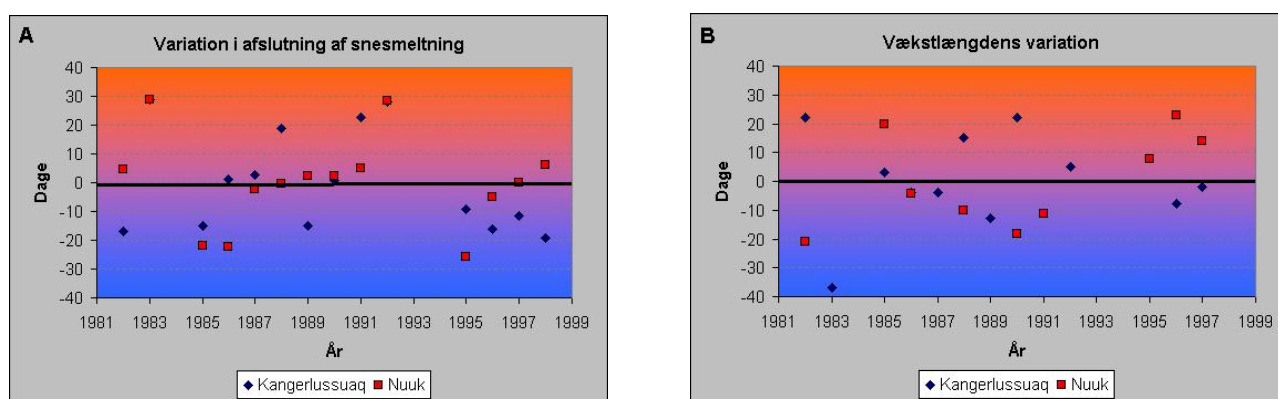 A
Variation i afslutning af snesmeltning
40
30
20
10
0
-10
-20
-30
-40
Dage
1981 1983 1985 1987 1989 1991 1993 1995 1997 1999
År
Kangerlussuaq Nuuk
B
Vækstlængdens variation
40
30
20
10
0
-10
-20
-30
-40
Dage
1981 1983 1985 1987 1989 1991 1993 1995 1997 1999
År
Kangerlussuaq Nuuk